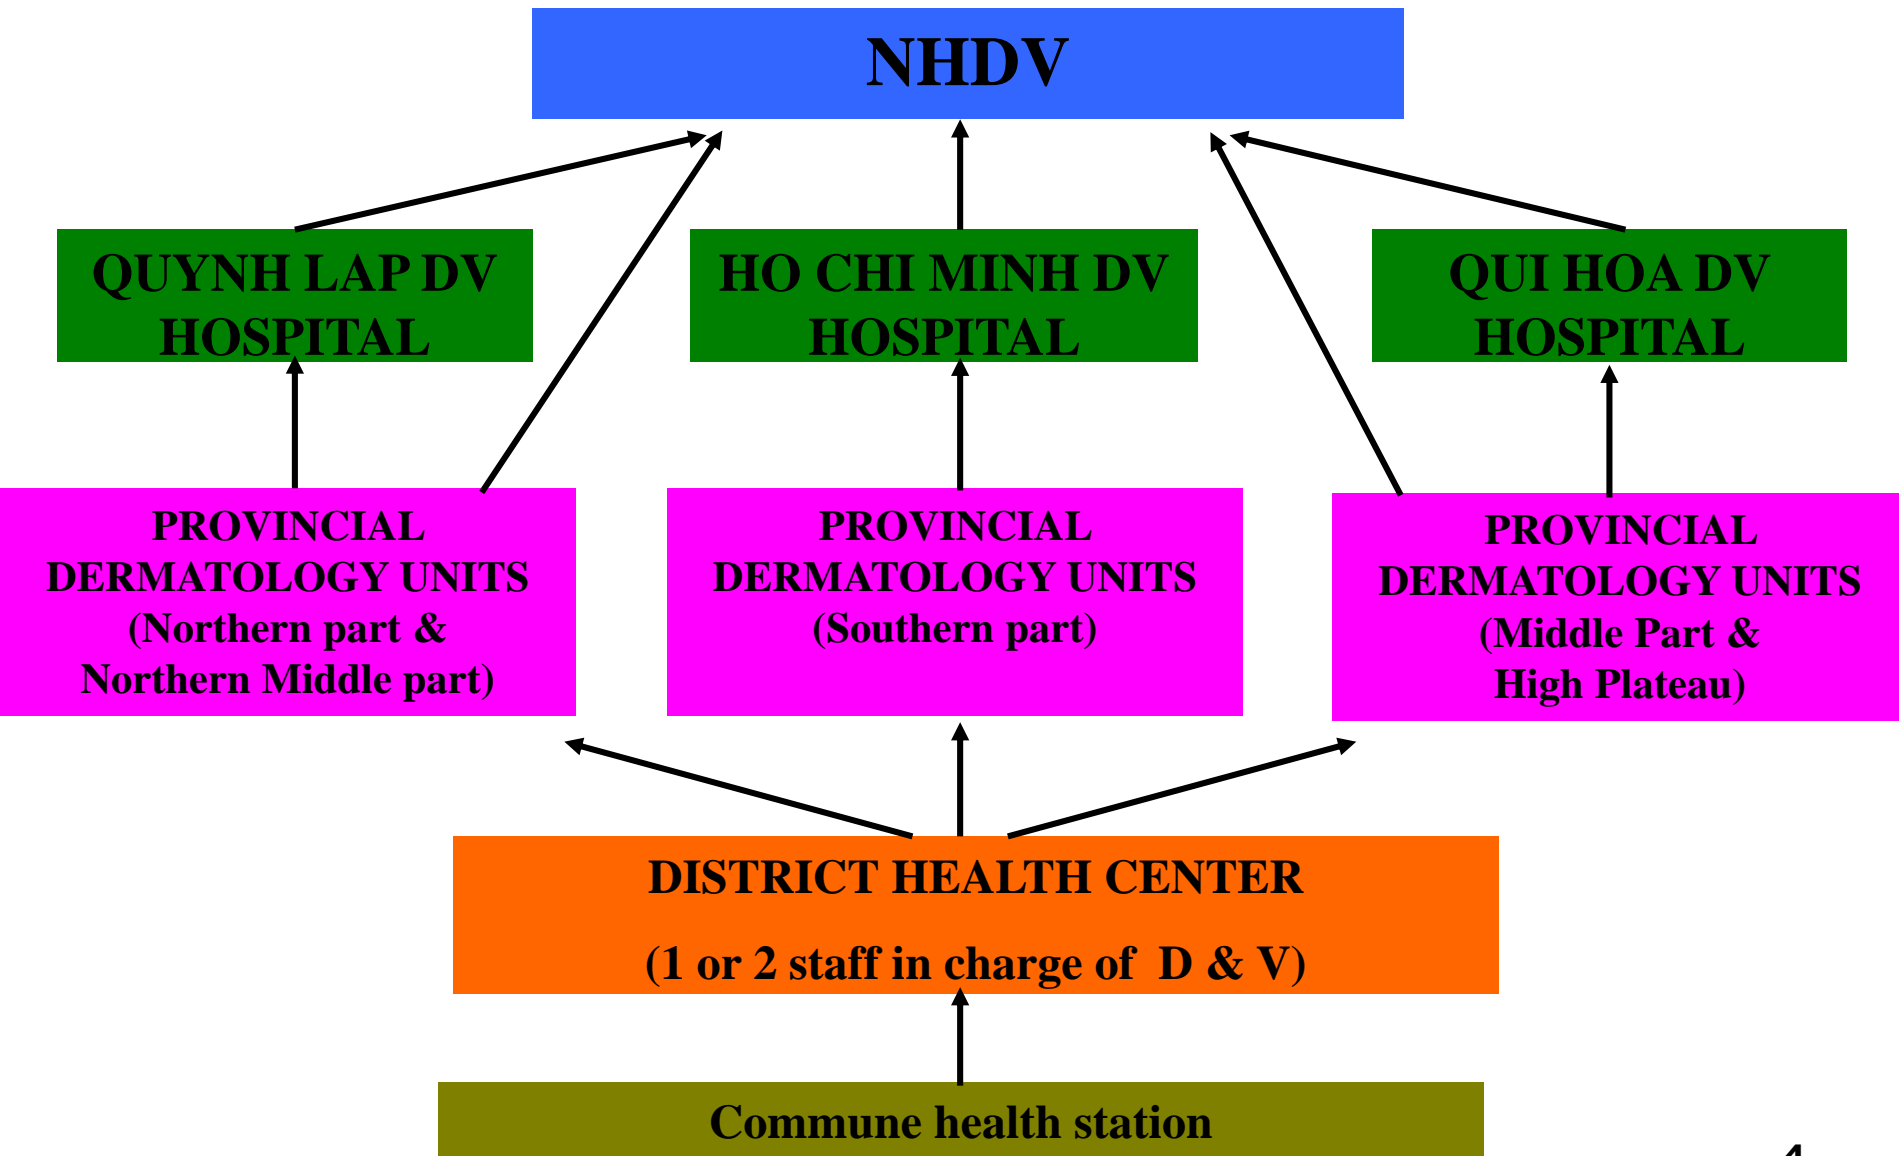 NHDV
QUYNH LAP DV
HOSPITAL
HO CHI MINH DV
HOSPITAL
QUI HOA DV
HOSPITAL
PROVINCIAL
DERMATOLOGY UNITS
(Northern part &
Northern Middle part)
PROVINCIAL
DERMATOLOGY UNITS
(Southern part)
PROVINCIAL
DERMATOLOGY UNITS
(Middle Part &
High Plateau)
DISTRICT HEALTH CENTER
(1 or 2 staff in charge of D & V)
Commune health station